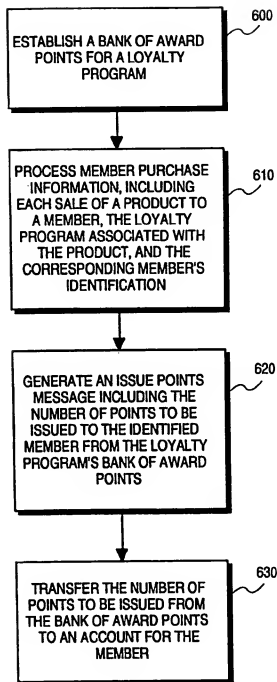 600
ESTABLISH A BANK OF AWARD
POINTS FOR A LOYALTY
PROGRAM
610
PROCESS MEMBER PURCHASE
INFORMATION, INCLUDING
EACH SALE OF A PRODUCT TO
A MEMBER, THE LOYALTY
PROGRAM ASSOCIATED WITH
THE PRODUCT, AND THE
CORRESPONDING MEMBER'S
IDENTIFICATION
620
GENERATE AN ISSUE POINTS
MESSAGE INCLUDING THE
NUMBER OF POINTS TO BE
ISSUED TO THE IDENTIFIED
MEMBER FROM THE LOYALTY
PROGRAM'S BANK OF AWARD
POINTS
630
TRANSFER THE NUMBER OF
POINTS TO BE ISSUED FROM
THE BANK OF AWARD POINTS
TO AN ACCOUNT FOR THE
MEMBER